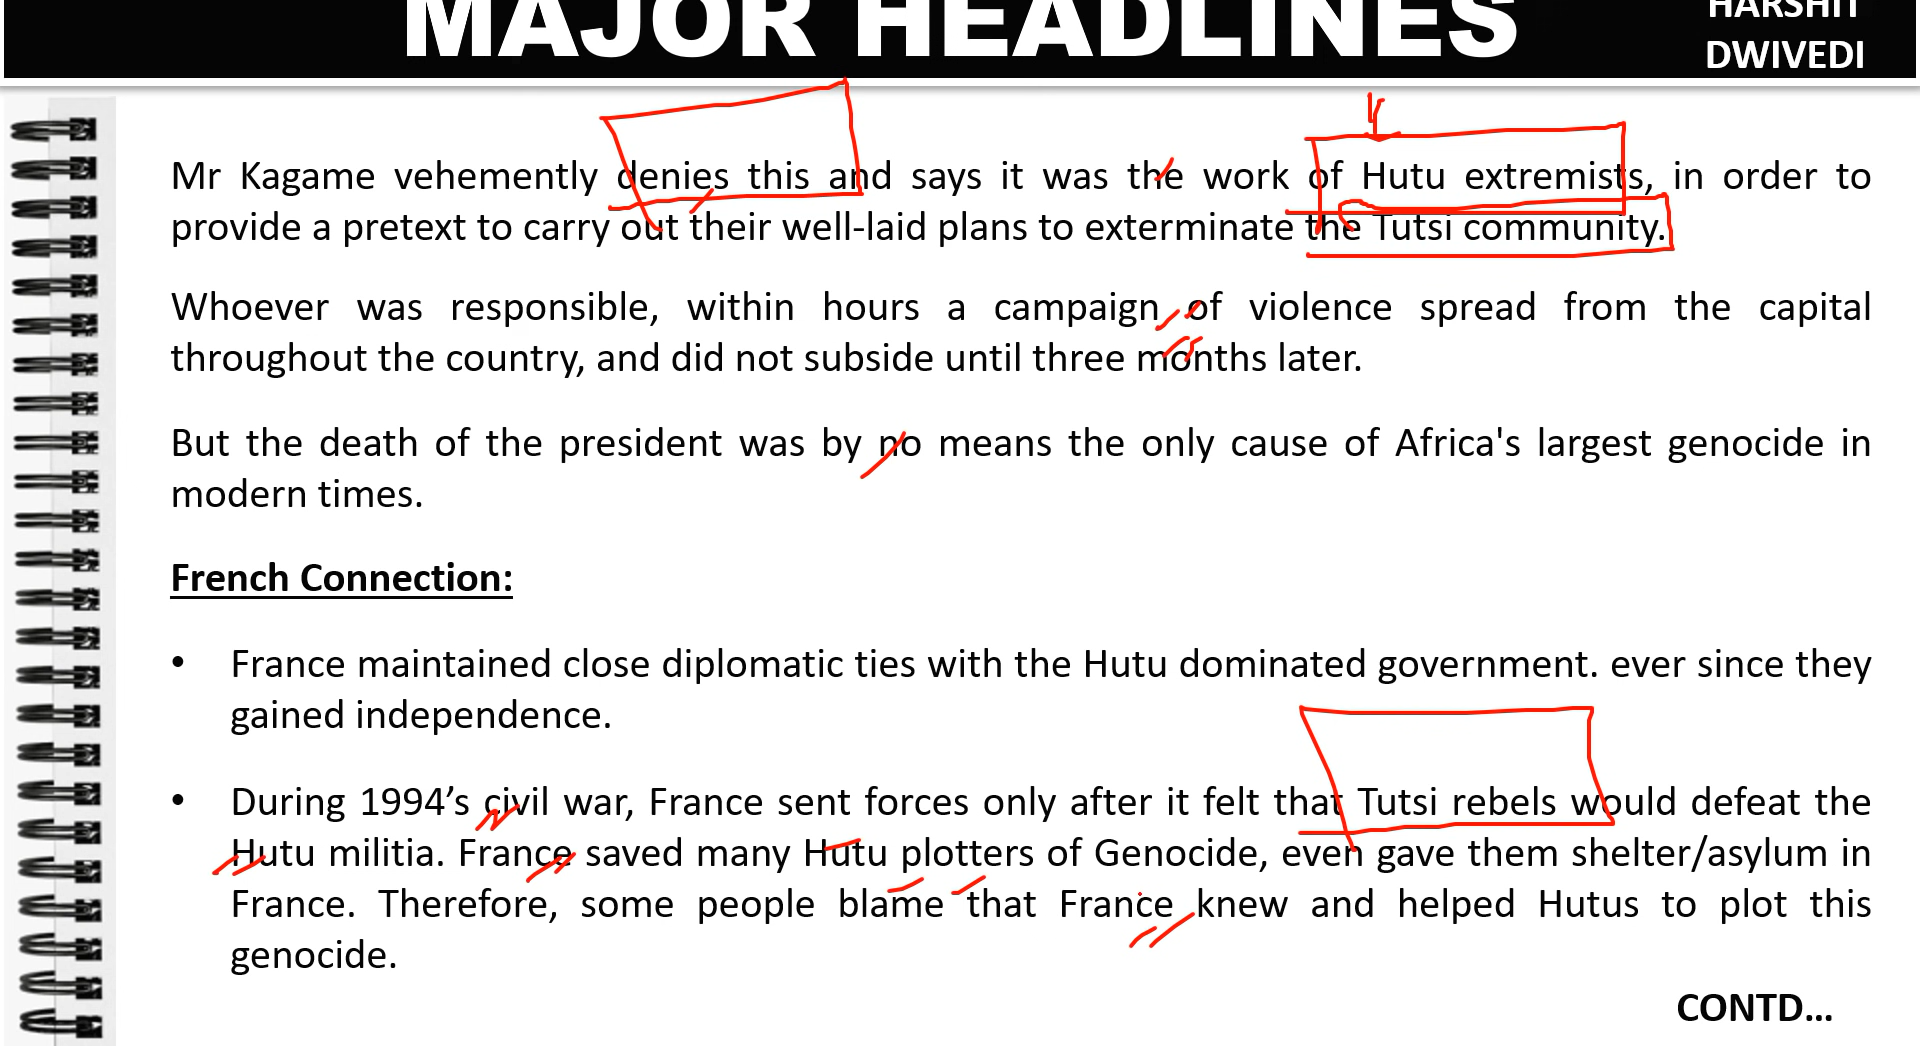 MAJOR HEADLINES
HARSHIT
DWIVEDI
Mr Kagame vehemently denies this and says it was the work of Hutu extremists, in order to
provide a pretext to carry out their well-laid plans to exterminate the Tutsi community.
Whoever was responsible, within hours a campaign of violence spread from the capital
throughout the country, and did not subside until three months later.
But the death of the president was by no means the only cause of Africa's largest genocide in
modern times.
French Connection:
• France maintained close diplomatic ties with the Hutu dominated government. ever since they
gained independence.
• During 1994’s civil war, France sent forces only after it felt that Tutsi rebels would defeat the
Hutu militia. France saved many Hutu plotters of Genocide, even gave them shelter/asylum in
France. Therefore, some people blame that France knew and helped Hutus to plot this
genocide.
CONTD...